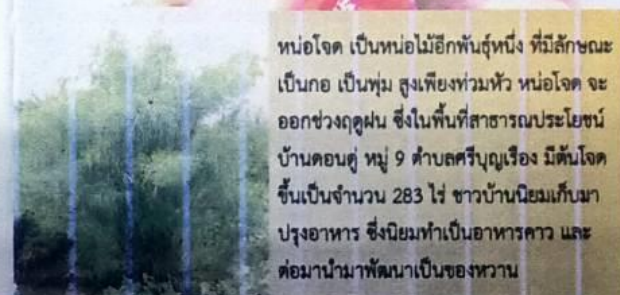 หน่อโจด เป็นหน่อไม้อีกพันธุ์หนึ่ง ที่มีลักษณะ
เป็นกอ เป็นพุ่ม สูงเพียงท่วมหัว หน่อโจด จะ
ออกช่วงฤดูฝน ซึ่งในพื้นที่สาธารณประโยชน์
บ้านดอนดู่ หมู่ 9 ตำบลศรีบุญเรือง มีต้นโจด
ขึ้นเป็นจำนวน 283 ไร่ ชาวบ้านนิยมเก็บมา
ปรุงอาหาร ซึ่งนิยมทำเป็นอาหารคาว และ
ต่อมานำมาพัฒนาเป็นของหวาน